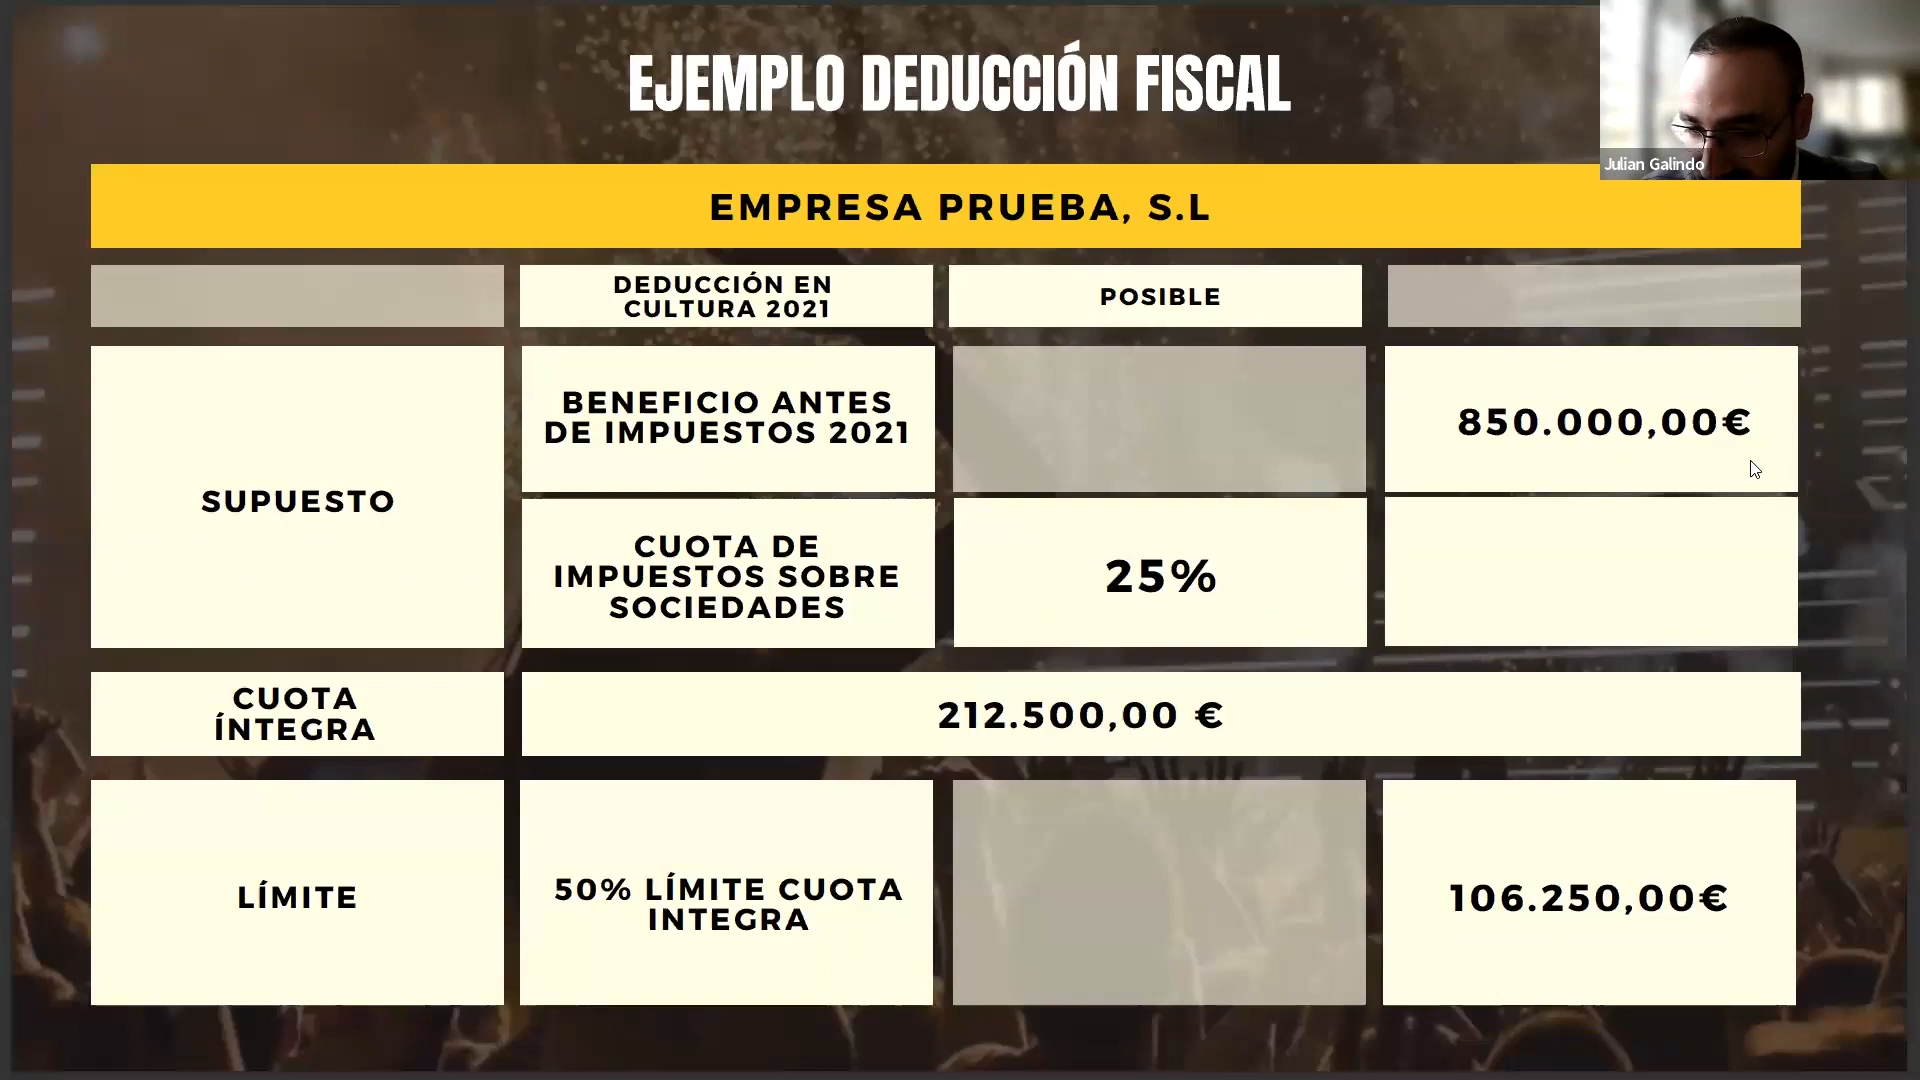 EJEMPLO DEDUCCIÓN FISCAL
Julian Galindo
EMPRESA PRUEBA, S.L
DEDUCCIÓN EN
CULTURA 2021
POSIBLE
SUPUESTO
BENEFICIO ANTES
DE IMPUESTOS 2021
850.000,00€
CUOTA DE
IMPUESTOS SOBRE
SOCIEDADES
25%
CUOTA
ÍNTEGRA
212.500,00 €
LÍMITE
50% LÍMITE CUOTA
INTEGRA
106.250,00€